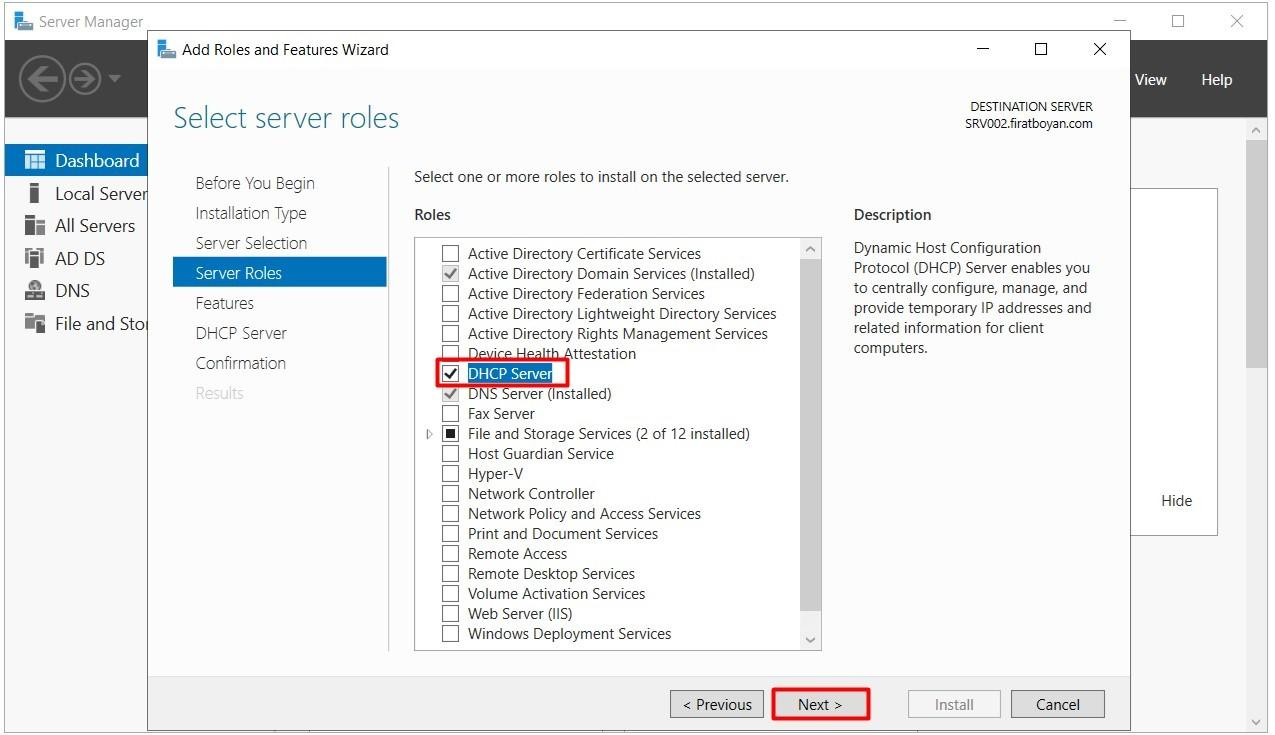 Server Manager
Add Roles and Features Wizard
View
Help
Select server roles
DESTINATION SERVER
SRV002.firatboyan.com
Dashboard
Local Server
All Servers
AD DS
DNS
File and Sto
Before You Begin
Installation Type
Server Selection
Server Roles
Features
DHCP Server
Confirmation
Results
Select one or more roles to install on the selected server.
Roles
Active Directory Certificate Services
Active Directory Domain Services (Installed)
Active Directory Federation Services
Active Directory Lightweight Directory Services
Active Directory Rights Management Services
Device Health Attestation
DHCP Server
DNS Server (Installed)
Fax Server
File and Storage Services (2 of 12 installed)
Host Guardian Service
Hyper-V
Network Controller
Network Policy and Access Services
Print and Document Services
Remote Access
Remote Desktop Services
Volume Activation Services
Web Server (IIS)
Windows Deployment Services
Description
Dynamic Host Configuration
Protocol (DHCP) Server enables you
to centrally configure, manage, and
provide temporary IP addresses and
related information for client
computers.
Hide
< Previous
Next >
Install
Cancel